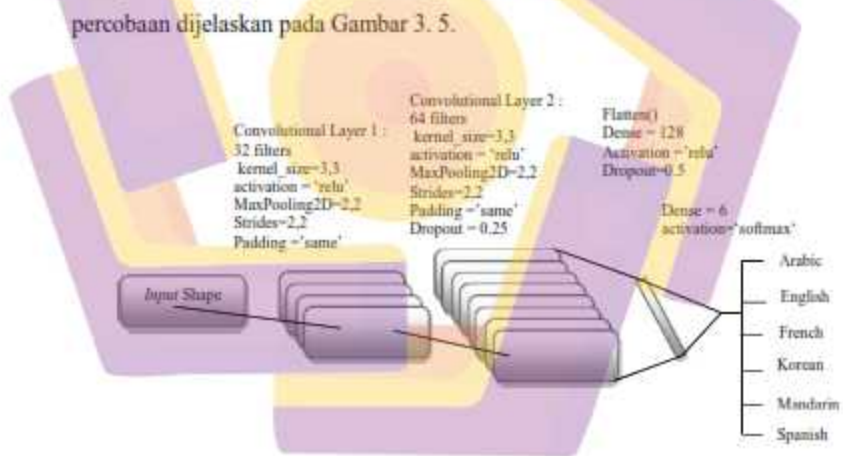 percobaan dijelaskan pada Gambar 3. 5.
Convolutional Layer 1 :
32 filters
kernel_size=3,3
activation = 'relu'
MaxPooling2D=2,2
Strides=2,2
Padding ='same'
Convolutional Layer 2 :
64 filters
kernel_size=3,3
activation = 'relu'
MaxPooling2D=2,2
Strides=2,2
Padding ='same'
Dropout = 0.25
Flatten()
Dense = 128
Activation ='relu'
Dropout=0.5
Dense = 6
activation='softmax'
Input Shape
Arabic
English
French
Korean
Mandarin
Spanish